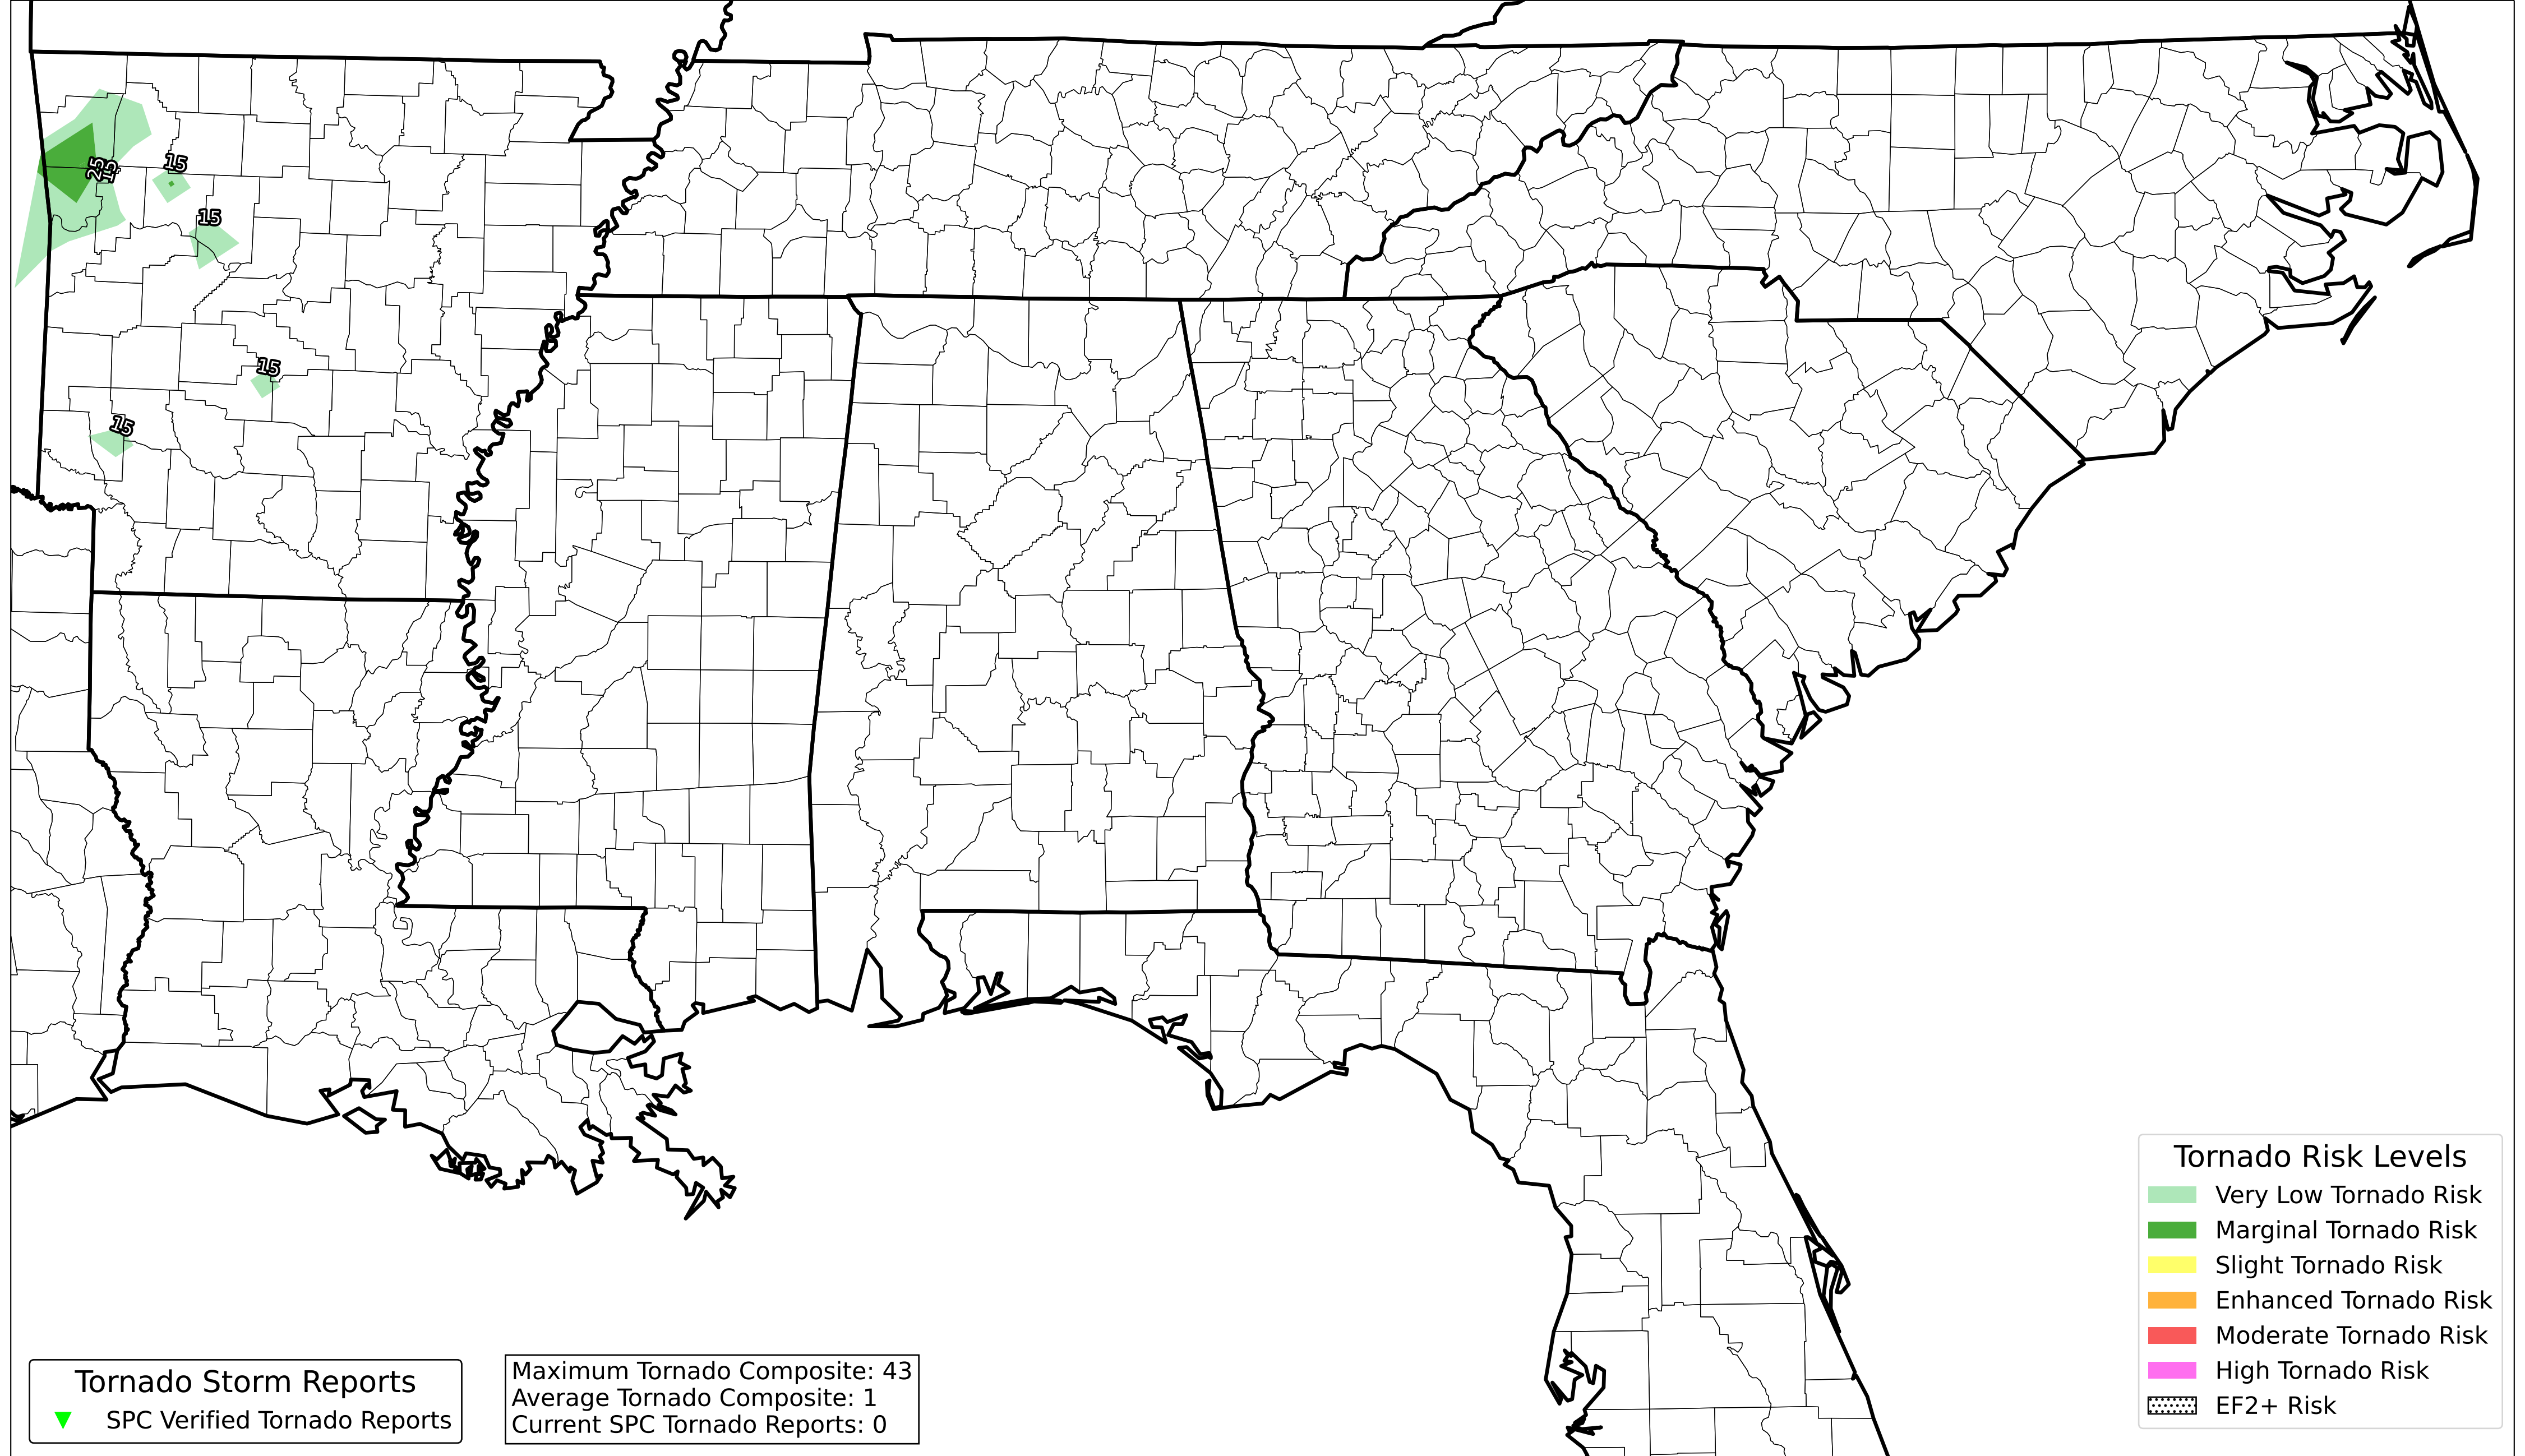 25
15
15
15
15
15
Tornado Risk Levels
Very Low Tornado Risk
Marginal Tornado Risk
Slight Tornado Risk
Enhanced Tornado Risk
Moderate Tornado Risk
High Tornado Risk
EF2+ Risk
Tornado Storm Reports
SPC Verified Tornado Reports
Maximum Tornado Composite: 43
Average Tornado Composite: 1
Current SPC Tornado Reports: 0